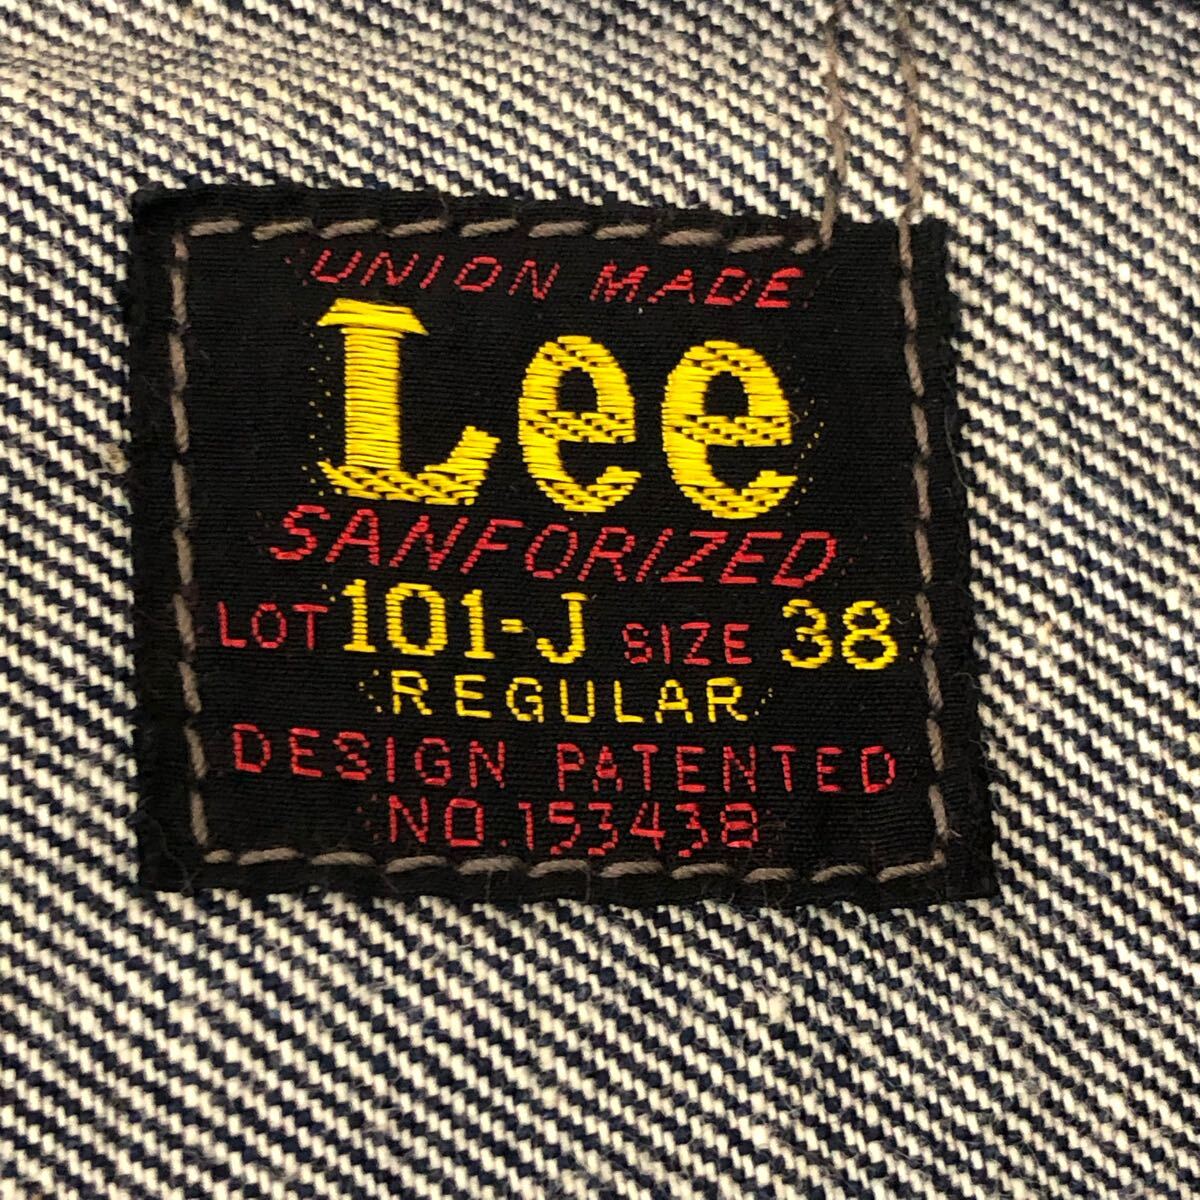 UNION MADE
Lee
SANFORIZED
LOT 101-J SIZE 38
REGULAR
DESIGN PATENTED
NO.153438